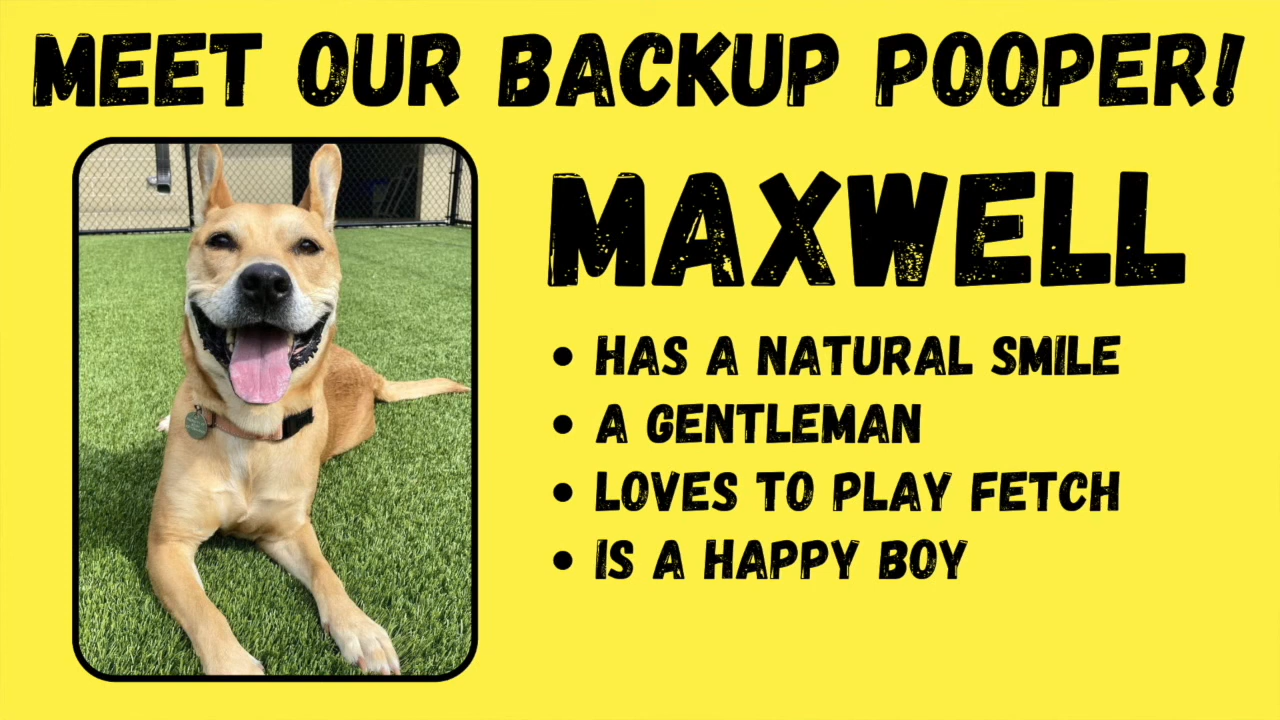 MEET OUR BACKUP POOPER!
MAXWELL
• HAS A NATURAL SMILE
• A GENTLEMAN
• LOVES TO PLAY FETCH
• IS A HAPPY BOY